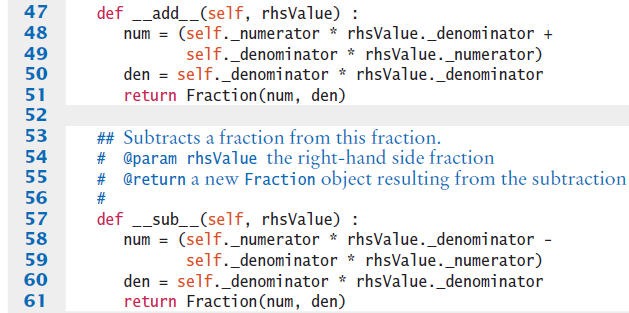 47 def __add__(self, rhsValue) :
48 num = (self._numerator * rhsValue._denominator +
49 self._denominator * rhsValue._numerator)
50 den = self._denominator * rhsValue._denominator
51 return Fraction(num, den)
52
53 ## Subtracts a fraction from this fraction.
54 # @param rhsValue the right-hand side fraction
55 # @return a new Fraction object resulting from the subtraction
56 #
57 def __sub__(self, rhsValue) :
58 num = (self._numerator * rhsValue._denominator -
59 self._denominator * rhsValue._numerator)
60 den = self._denominator * rhsValue._denominator
61 return Fraction(num, den)